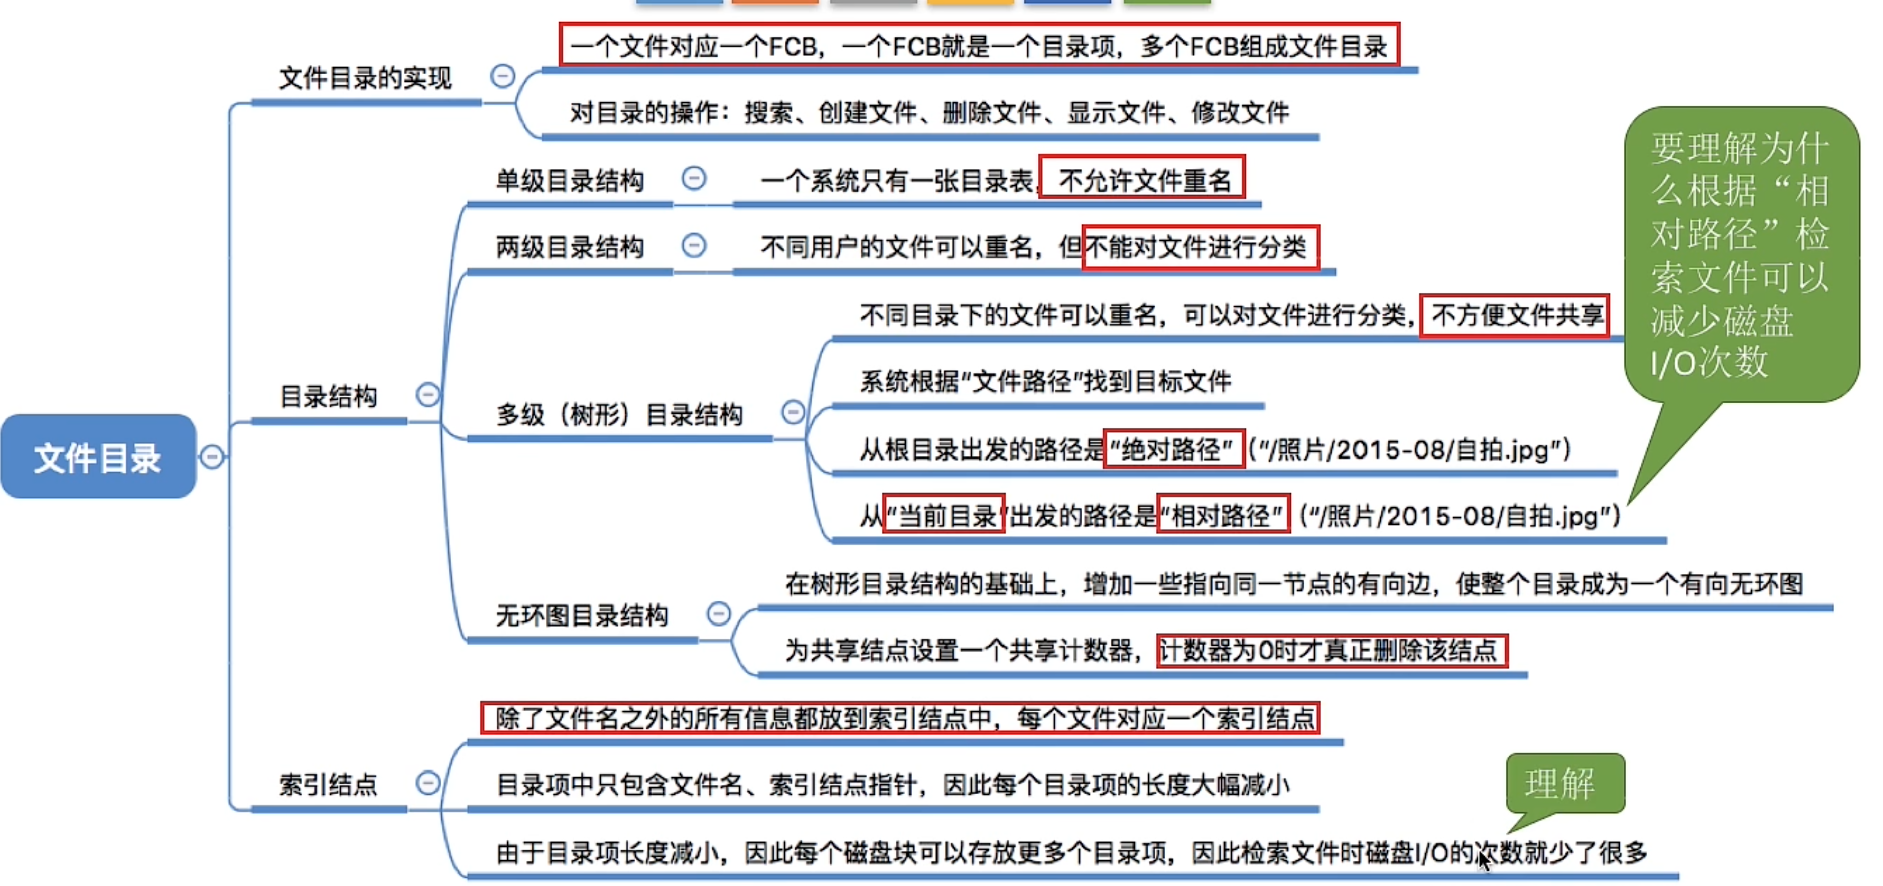 文件目录
文件目录的实现
一个文件对应一个FCB，一个FCB就是一个目录项，多个FCB组成文件目录
对目录的操作：搜索、创建文件、删除文件、显示文件、修改文件
目录结构
单级目录结构
一个系统只有一张目录表，不允许文件重名
两级目录结构
不同用户的文件可以重名，但不能对文件进行分类
多级（树形）目录结构
不同目录下的文件可以重名，可以对文件进行分类，不方便文件共享
系统根据“文件路径”找到目标文件
从根目录出发的路径是“绝对路径”（“/照片/2015-08/自拍.jpg”）
从“当前目录”出发的路径是“相对路径”（“/照片/2015-08/自拍.jpg”）
要理解为什
么根据“相
对路径”检
索文件可以
减少磁盘
I/O次数
无环图目录结构
在树形目录结构的基础上，增加一些指向同一节点的有向边，使整个目录成为一个有向无环图
为共享结点设置一个共享计数器，计数器为0时才真正删除该结点
索引结点
除了文件名之外的所有信息都放到索引结点中，每个文件对应一个索引结点
目录项中只包含文件名、索引结点指针，因此每个目录项的长度大幅减小
由于目录项长度减小，因此每个磁盘块可以存放更多个目录项，因此检索文件时磁盘I/O的次数就少了很多
理解